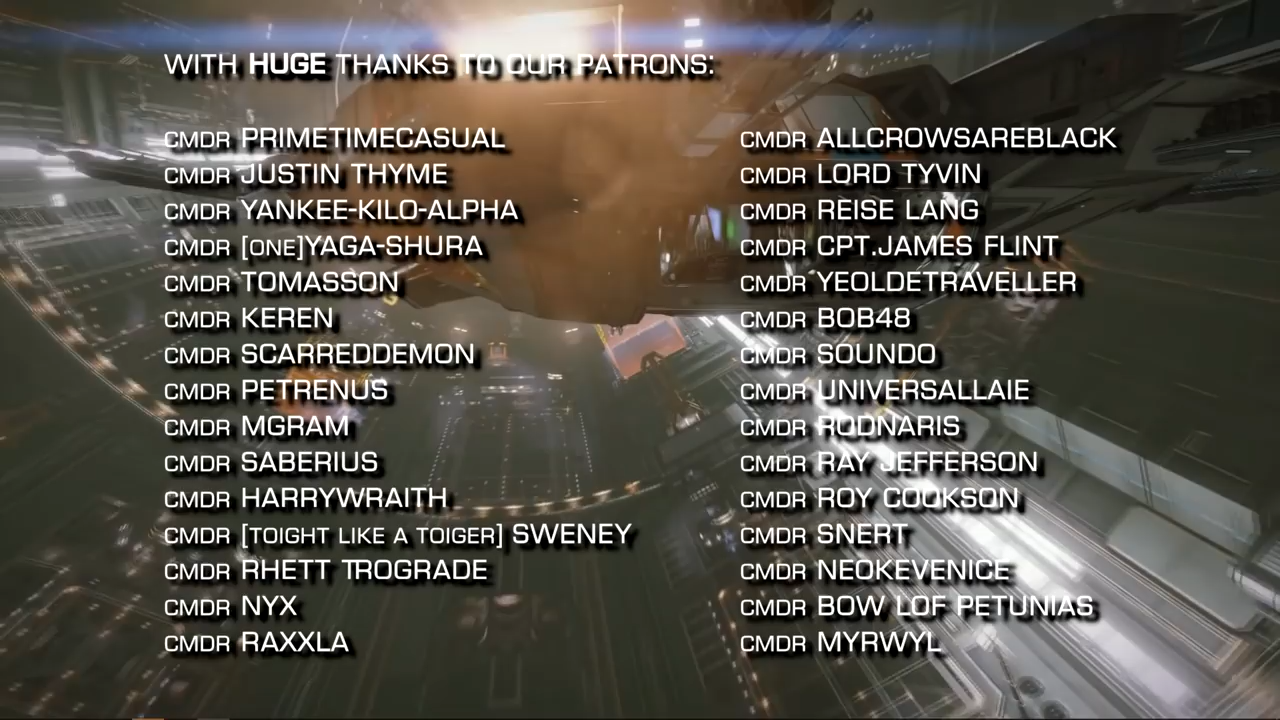 WITH HUGE THANKS TO OUR PATRONS:
CMDR PRIMETIMECASUAL
CMDR JUSTIN THYME
CMDR YANKEE-KILO-ALPHA
CMDR [ONE]YAGA-SHURA
CMDR TOMASSON
CMDR KEREN
CMDR SCARREDDEMON
CMDR PETRENUS
CMDR MGRAM
CMDR SABERIUS
CMDR HARRYWRAITH
CMDR [TOIGHT LIKE A TOIGER] SWENEY
CMDR RHETT TROGRADE
CMDR NYX
CMDR RAXXLA
CMDR ALLCROWSAREBLACK
CMDR LORD TYVIN
CMDR REISE LANG
CMDR CPT.JAMES FLINT
CMDR YEOLDETRAVELLER
CMDR BOB48
CMDR SOUNDO
CMDR UNIVERSALLAIE
CMDR RODNARIS
CMDR RAY JEFFERSON
CMDR ROY COOKSON
CMDR SNERT
CMDR NEOKEVENICE
CMDR BOW LOF PETUNIAS
CMDR MYRWYL